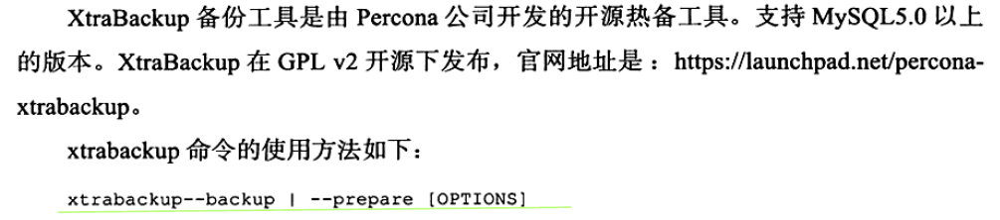 XtraBackup 备份工具是由 Percona 公司开发的开源热备工具。支持 MySQL5.0 以上
的版本。XtraBackup 在 GPL v2 开源下发布，官网地址是：https://launchpad.net/percona-
xtrabackup。
xtrabackup 命令的使用方法如下：
xtrabackup--backup | --prepare [OPTIONS]